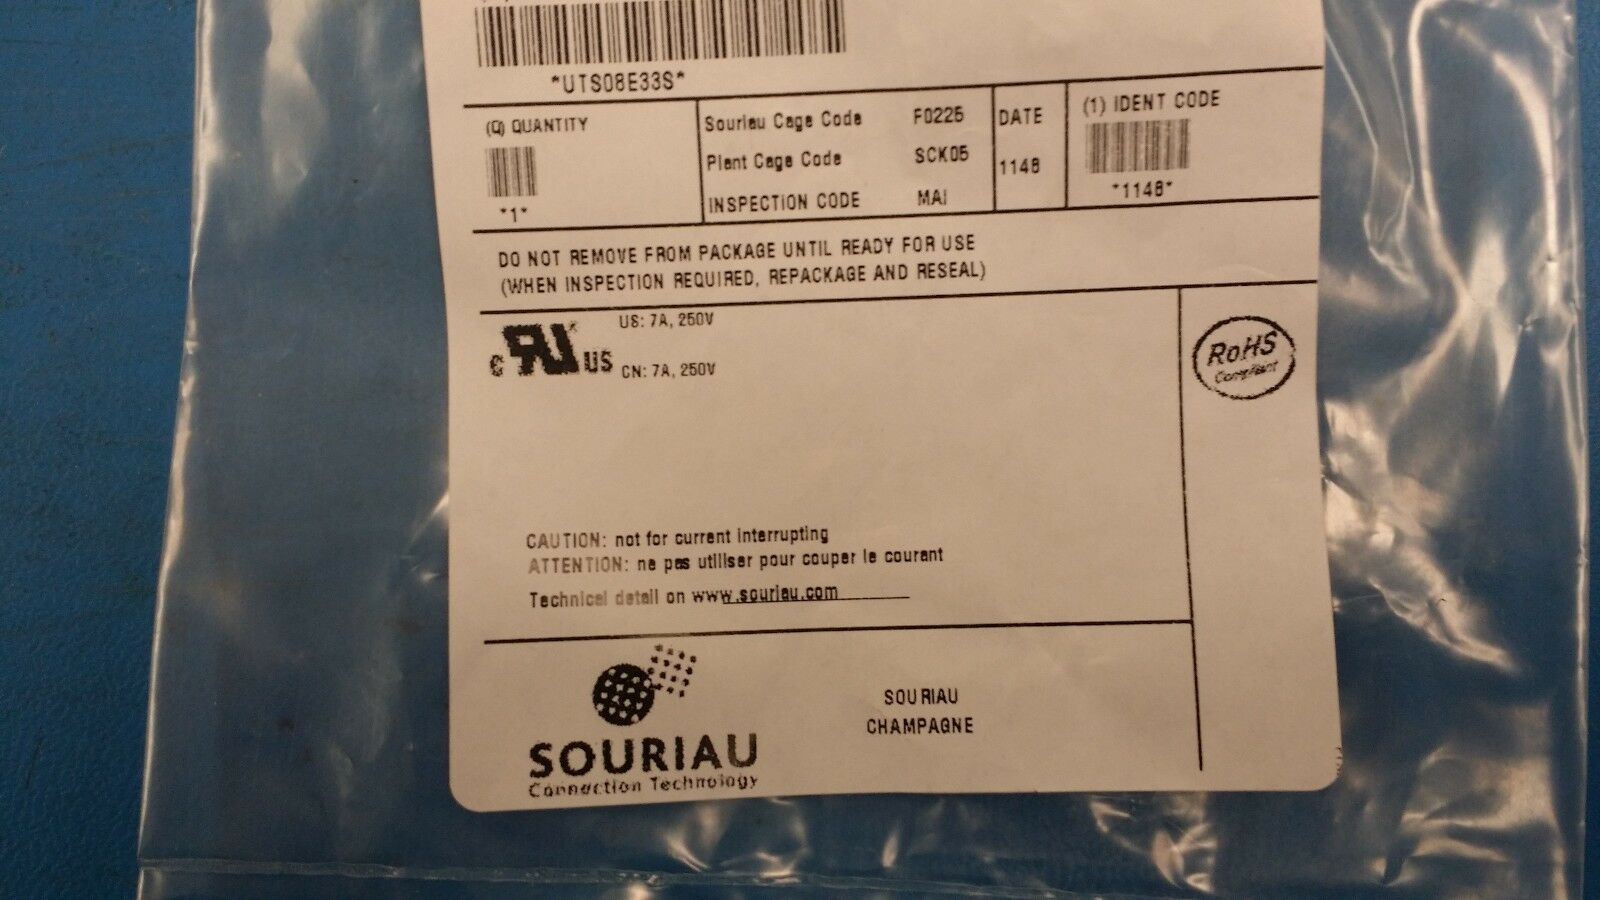 *UTS08E33S*
(Q) QUANTITY
*1*
Souriau Cage Code F0225
Plant Cage Code SCK05
INSPECTION CODE MAI
DATE
1148
(1) IDENT CODE
*1148*
DO NOT REMOVE FROM PACKAGE UNTIL READY FOR USE
(WHEN INSPECTION REQUIRED, REPACKAGE AND RESEAL)
c RU US
US: 7A, 250V
CN: 7A, 250V
RoHS
Compliant
CAUTION: not for current interrupting
ATTENTION: ne pas utiliser pour couper le courant
Technical detail on www.souriau.com
SOURIAU
Connection Technology
SOURIAU
CHAMPAGNE